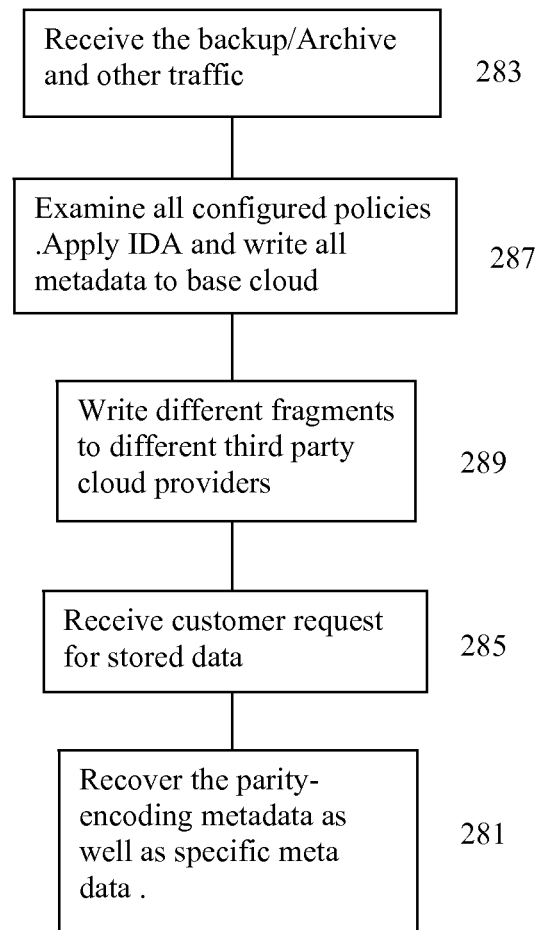 Receive the backup/Archive
and other traffic
283
Examine all configured policies
.Apply IDA and write all
metadata to base cloud
287
Write different fragments
to different third party
cloud providers
289
Receive customer request
for stored data
285
Recover the parity-
encoding metadata as
well as specific meta
data .
281